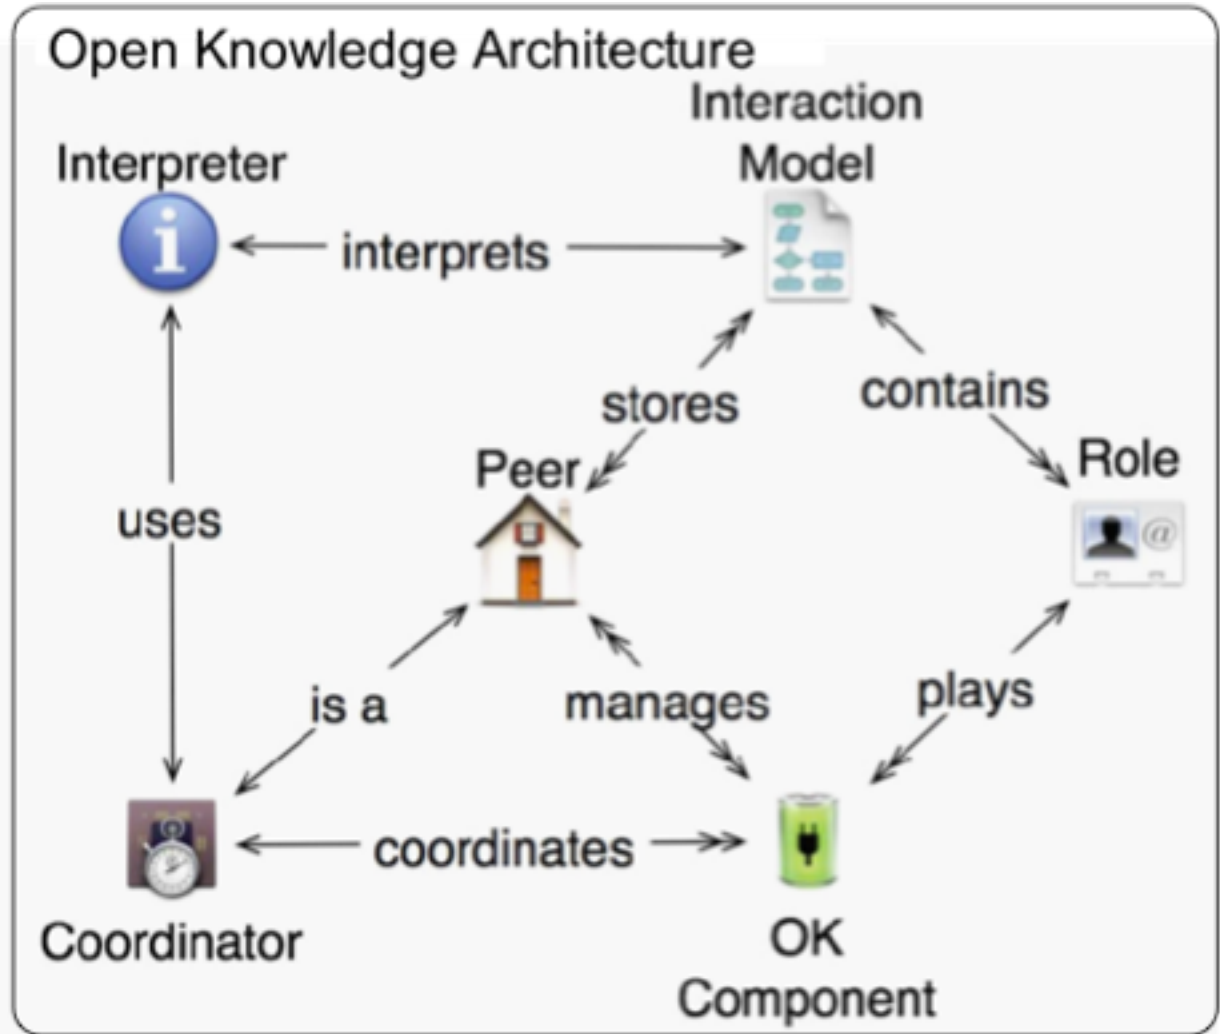 Open Knowledge Architecture
Interaction
Model
Interpreter
interprets
stores
contains
Peer
Role
uses
is a
manages
plays
coordinates
Coordinator
OK
Component